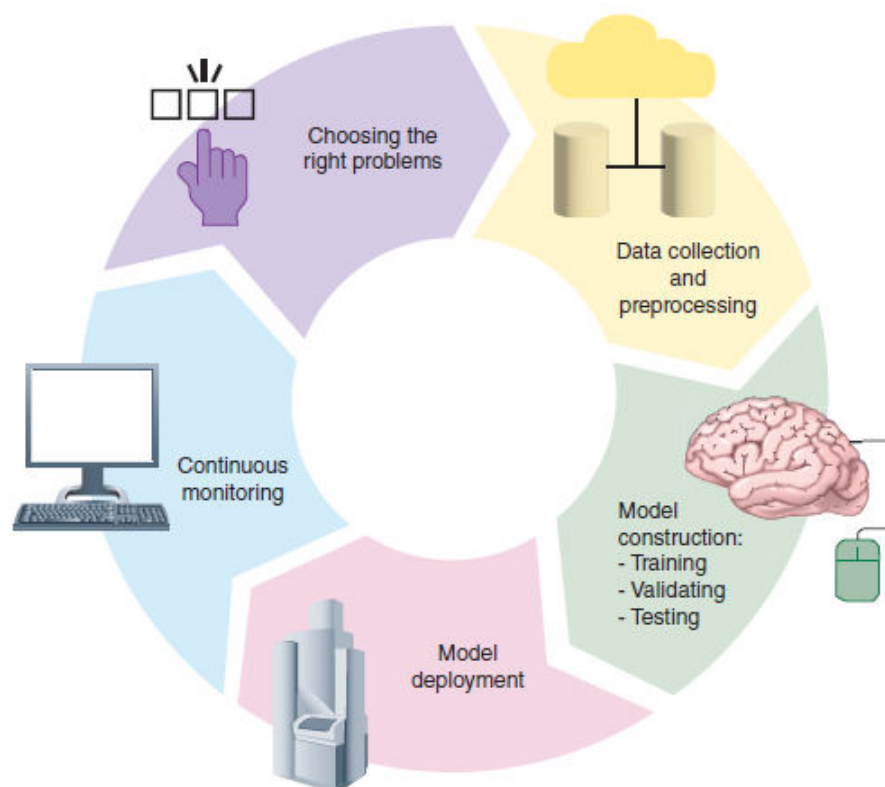 Choosing the
right problems
Data collection
and
preprocessing
Model
construction:
- Training
- Validating
- Testing
Model
deployment
Continuous
monitoring